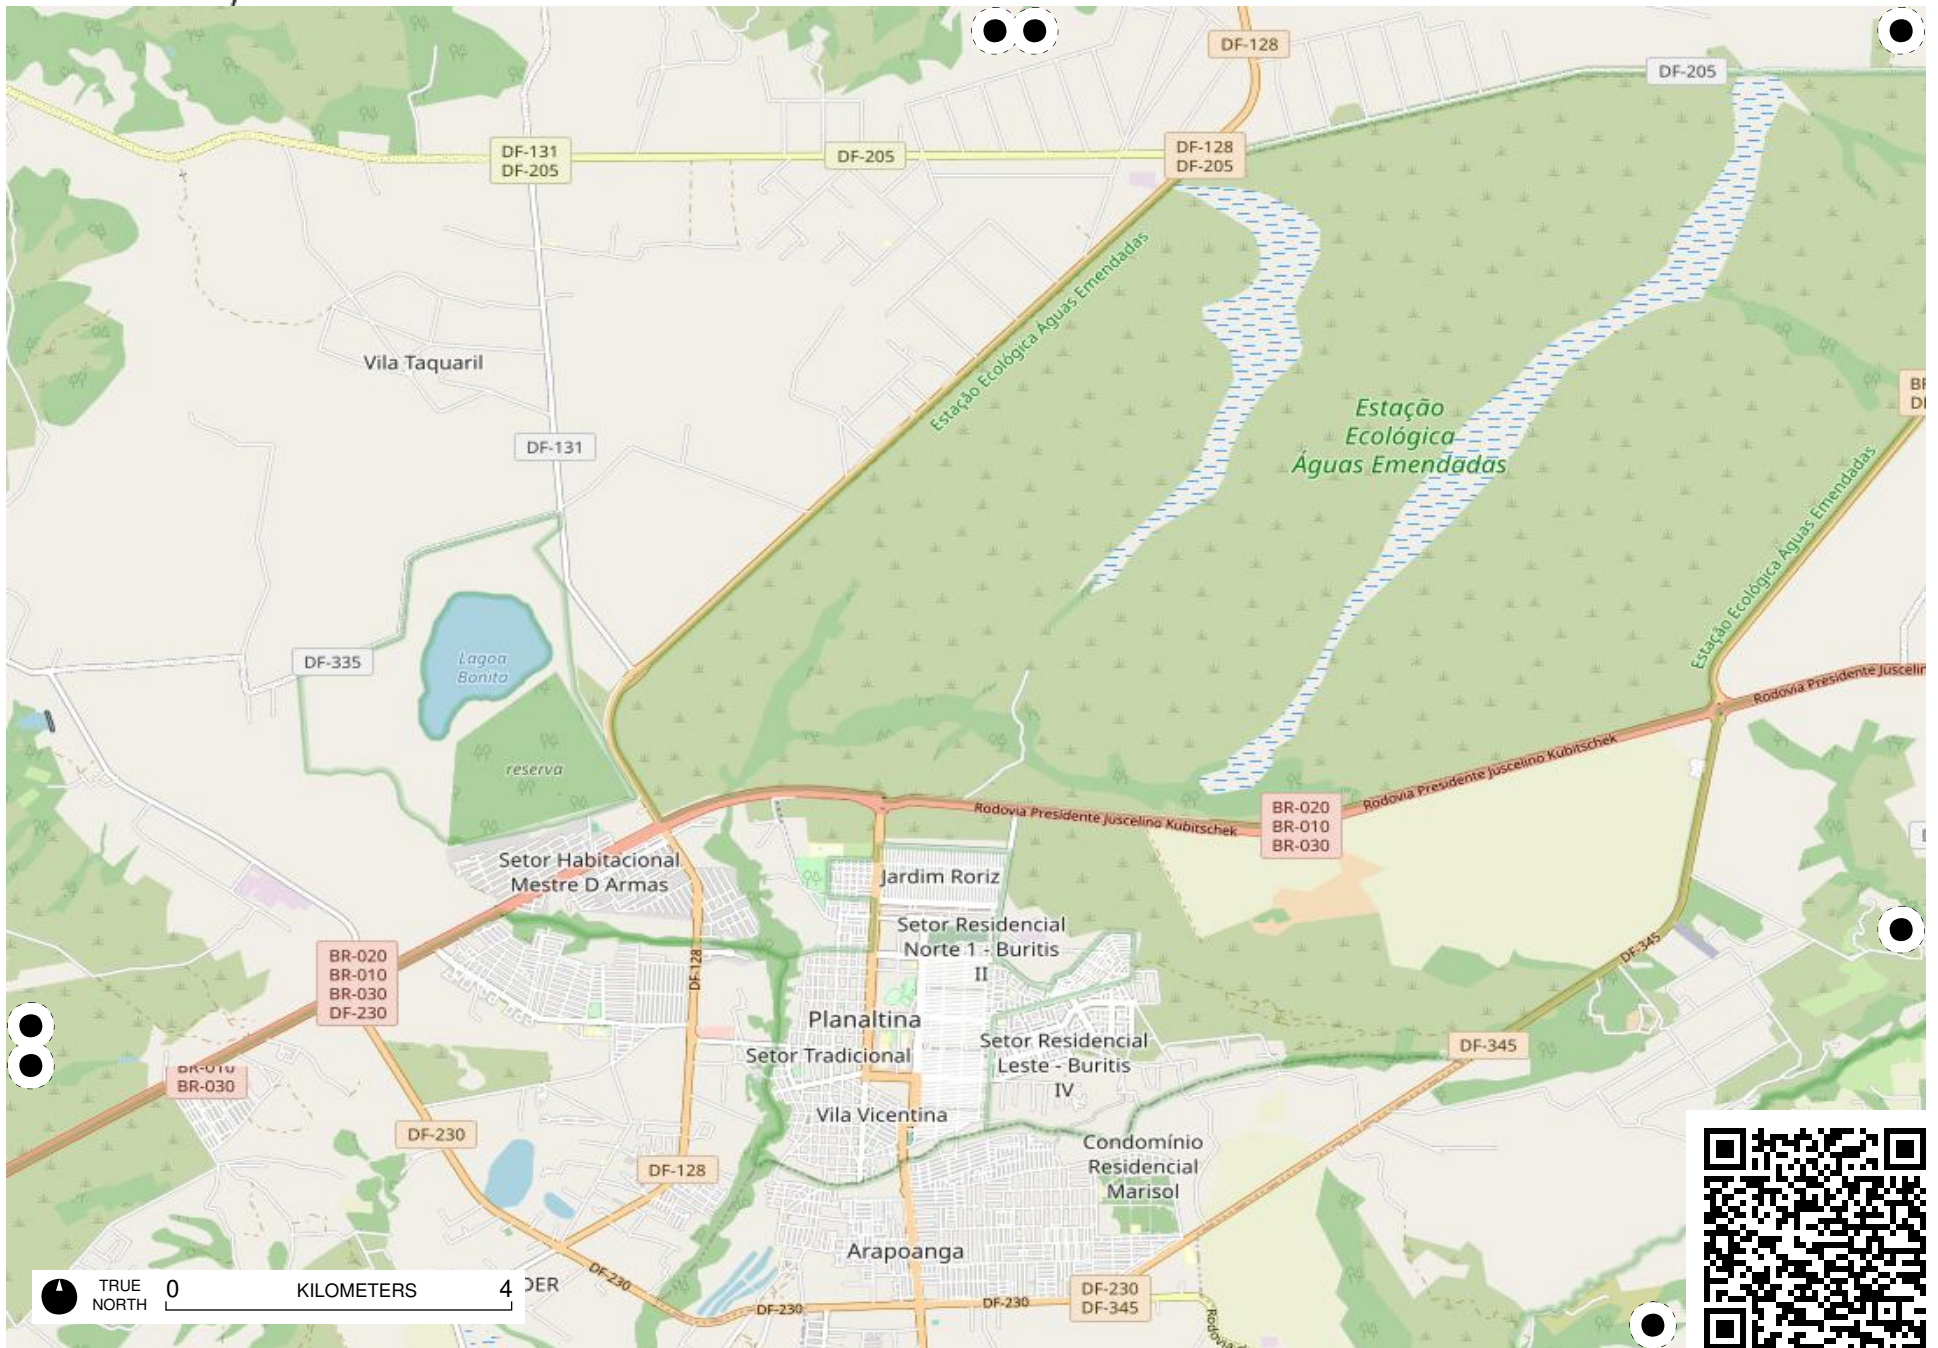 DF-128
DF-205
DF-131
DF-205
DF-205
DF-128
DF-205
Estação Ecológica Águas Emendadas
Vila Taquaril
DF-131
Estação
Ecológica
Águas Emendadas
Estação Ecológica Águas Emendadas
DF-335
Lagoa
Bonita
Rodovia Presidente Juscelin
Rodovia Presidente Juscelino Kubitschek
reserva
Rodovia Presidente Juscelino Kubitschek
BR-020
BR-010
BR-030
Setor Habitacional
Mestre D Armas
Jardim Roriz
Setor Residencial
Norte 1 - Buritis
II
DF-345
BR-020
BR-010
BR-030
DF-230
DF-128
Planaltina
Setor Tradicional
Setor Residencial
Leste - Buritis
IV
DF-345
BR-010
BR-030
Vila Vicentina
DF-230
Condomínio
Residencial
Marisol
DF-128
Arapoanga
DF-230
DF-230
DF-230
DF-230
DF-345
TRUE
NORTH
0 KILOMETERS 4